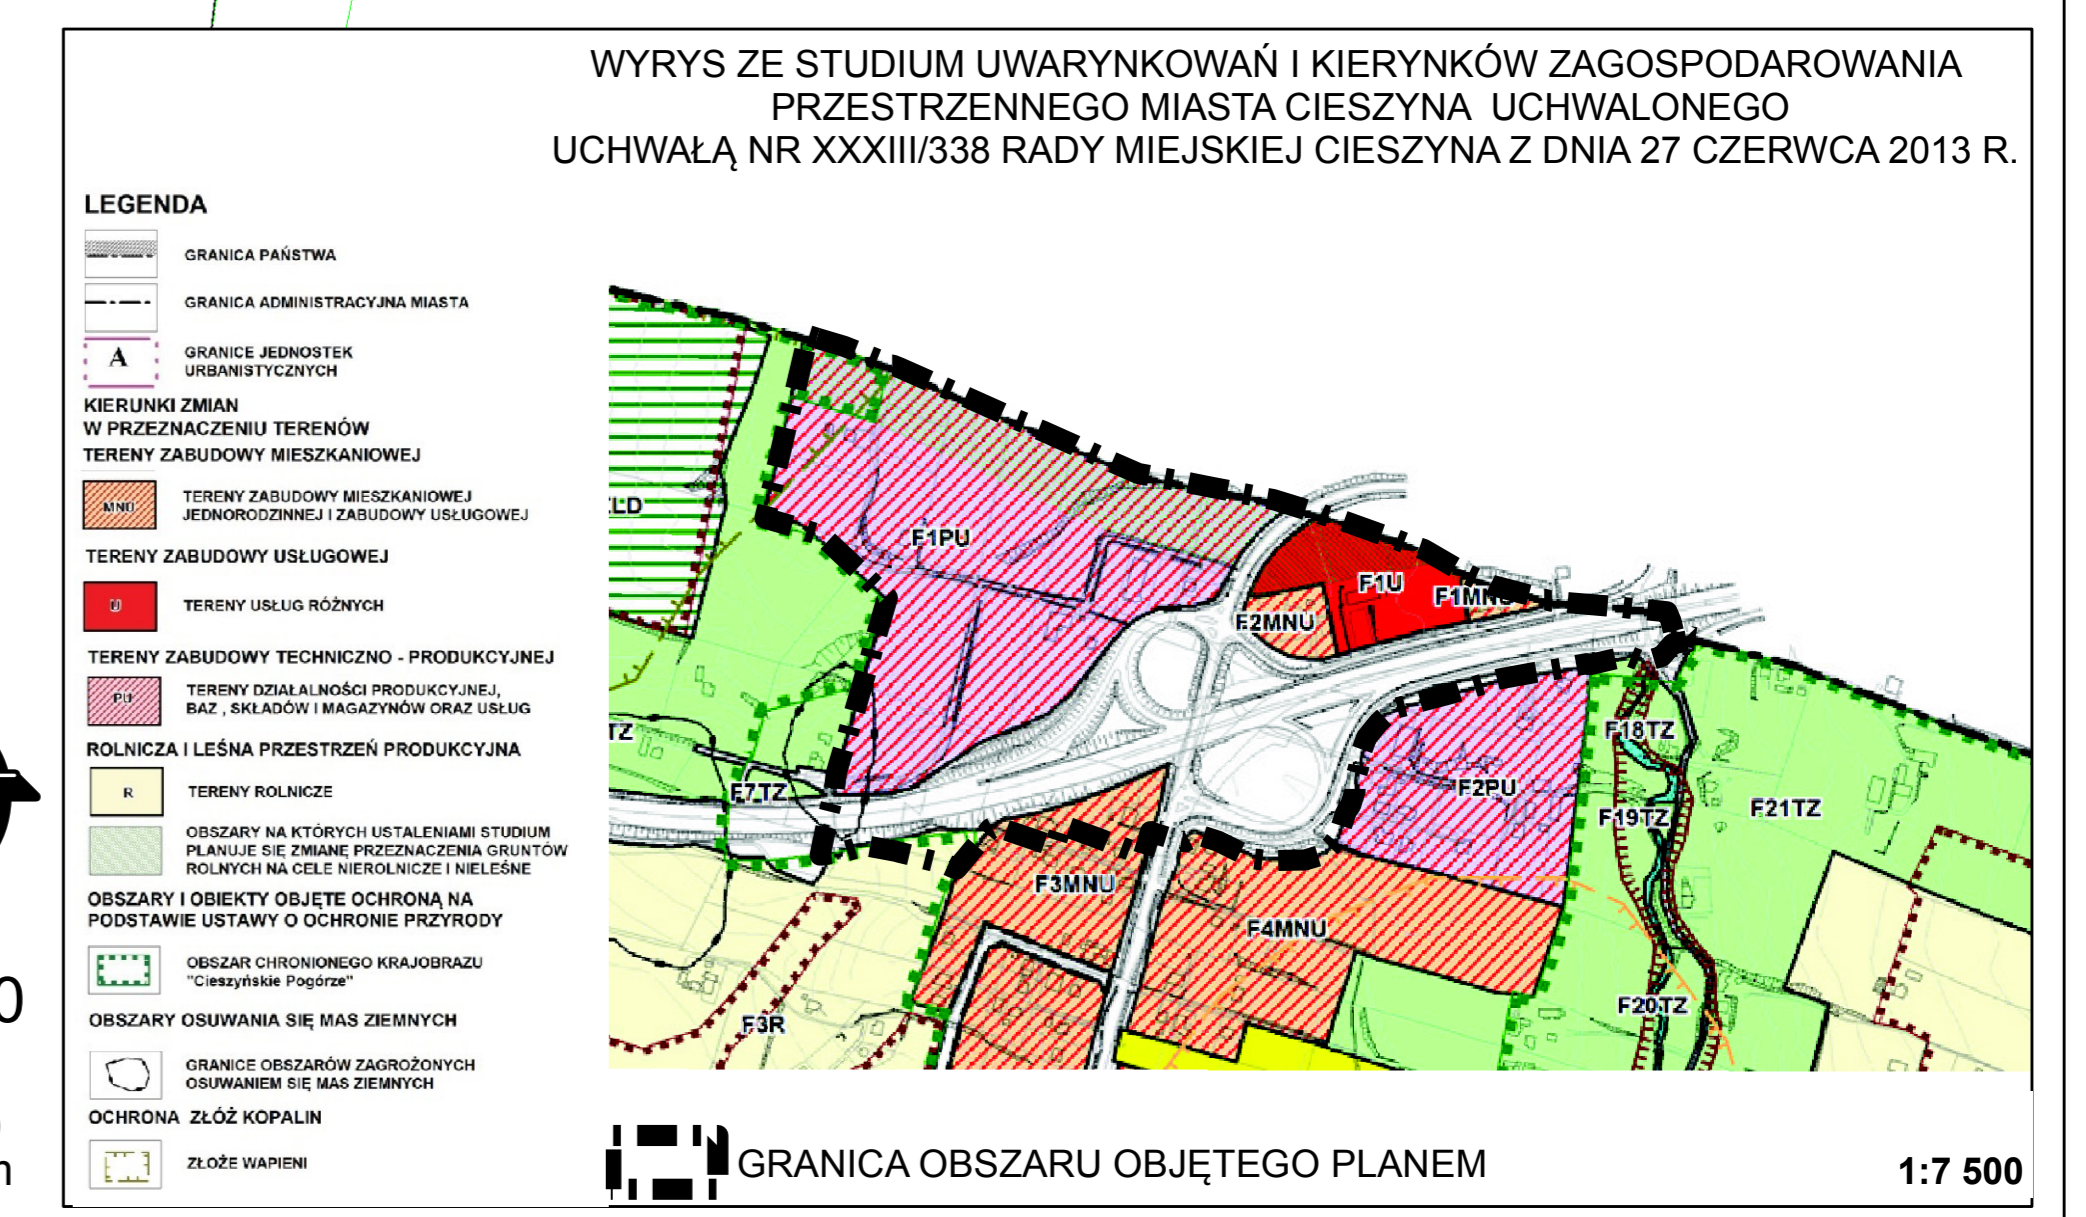 WYRYS ZE STUDIUM UWARYNKOWAŃ I KIERYNKÓW ZAGOSPODAROWANIA
PRZESTRZENNEGO MIASTA CIESZYNA UCHWALONEGO
UCHWAŁĄ NR XXXIII/338 RADY MIEJSKIEJ CIESZYNA Z DNIA 27 CZERWCA 2013 R.
LEGENDA
GRANICA PAŃSTWA
GRANICA ADMINISTRACYJNA MIASTA
A
GRANICE JEDNOSTEK
URBANISTYCZNYCH
KIERUNKI ZMIAN
W PRZEZNACZENIU TERENÓW
TERENY ZABUDOWY MIESZKANIOWEJ
MNU
TERENY ZABUDOWY MIESZKANIOWEJ
JEDNORODZINNEJ I ZABUDOWY USŁUGOWEJ
TERENY ZABUDOWY USŁUGOWEJ
U
TERENY USŁUG RÓŻNYCH
TERENY ZABUDOWY TECHNICZNO - PRODUKCYJNEJ
PU
TERENY DZIAŁALNOŚCI PRODUKCYJNEJ,
BAZ , SKŁADÓW I MAGAZYNÓW ORAZ USŁUG
ROLNICZA I LEŚNA PRZESTRZEŃ PRODUKCYJNA
R
TERENY ROLNICZE
OBSZARY NA KTÓRYCH USTALENIAMI STUDIUM
PLANUJE SIĘ ZMIANĘ PRZEZNACZENIA GRUNTÓW
ROLNYCH NA CELE NIEROLNICZE I NIELEŚNE
OBSZARY I OBIEKTY OBJĘTE OCHRONĄ NA
PODSTAWIE USTAWY O OCHRONIE PRZYRODY
OBSZAR CHRONIONEGO KRAJOBRAZU
"Cieszyńskie Pogórze"
OBSZARY OSUWANIA SIĘ MAS ZIEMNYCH
GRANICE OBSZARÓW ZAGROŻONYCH
OSUWANIEM SIĘ MAS ZIEMNYCH
OCHRONA ZŁÓŻ KOPALIN
ZŁOŻE WAPIENI
LD
F1PU
F1U
F1MNU
F2MNU
TZ
F7TZ
F2PU
F18TZ
F19TZ
F21TZ
F3MNU
F4MNU
F3R
F20TZ
GRANICA OBSZARU OBJĘTEGO PLANEM
1:7 500
0
m